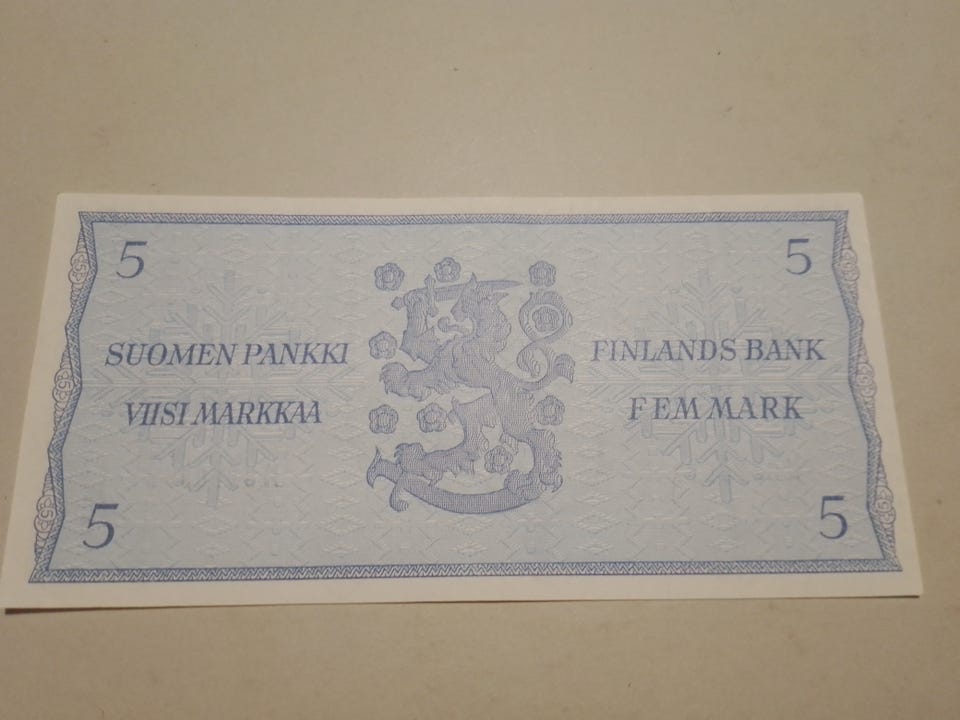 5
5
SUOMEN PANKKI
FINLANDS BANK
VIISI MARKKAA
FEM MARK
5
5